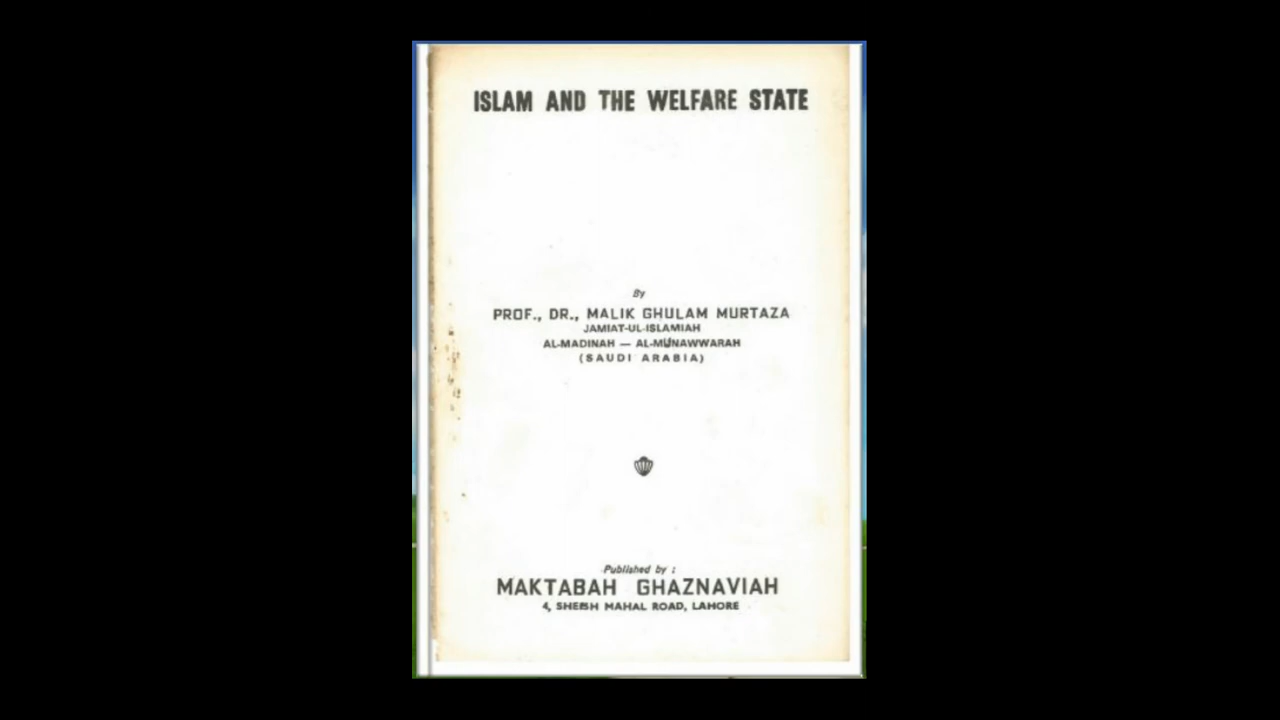 ISLAM AND THE WELFARE STATE
By
PROF., DR., MALIK GHULAM MURTAZA
JAMIAT-UL-ISLAMIAH
AL-MADINAH — AL-MUNAWWARAH
(SAUDI ARABIA)
Published by :
MAKTABAH GHAZNAVIAH
4, SHEESH MAHAL ROAD, LAHORE